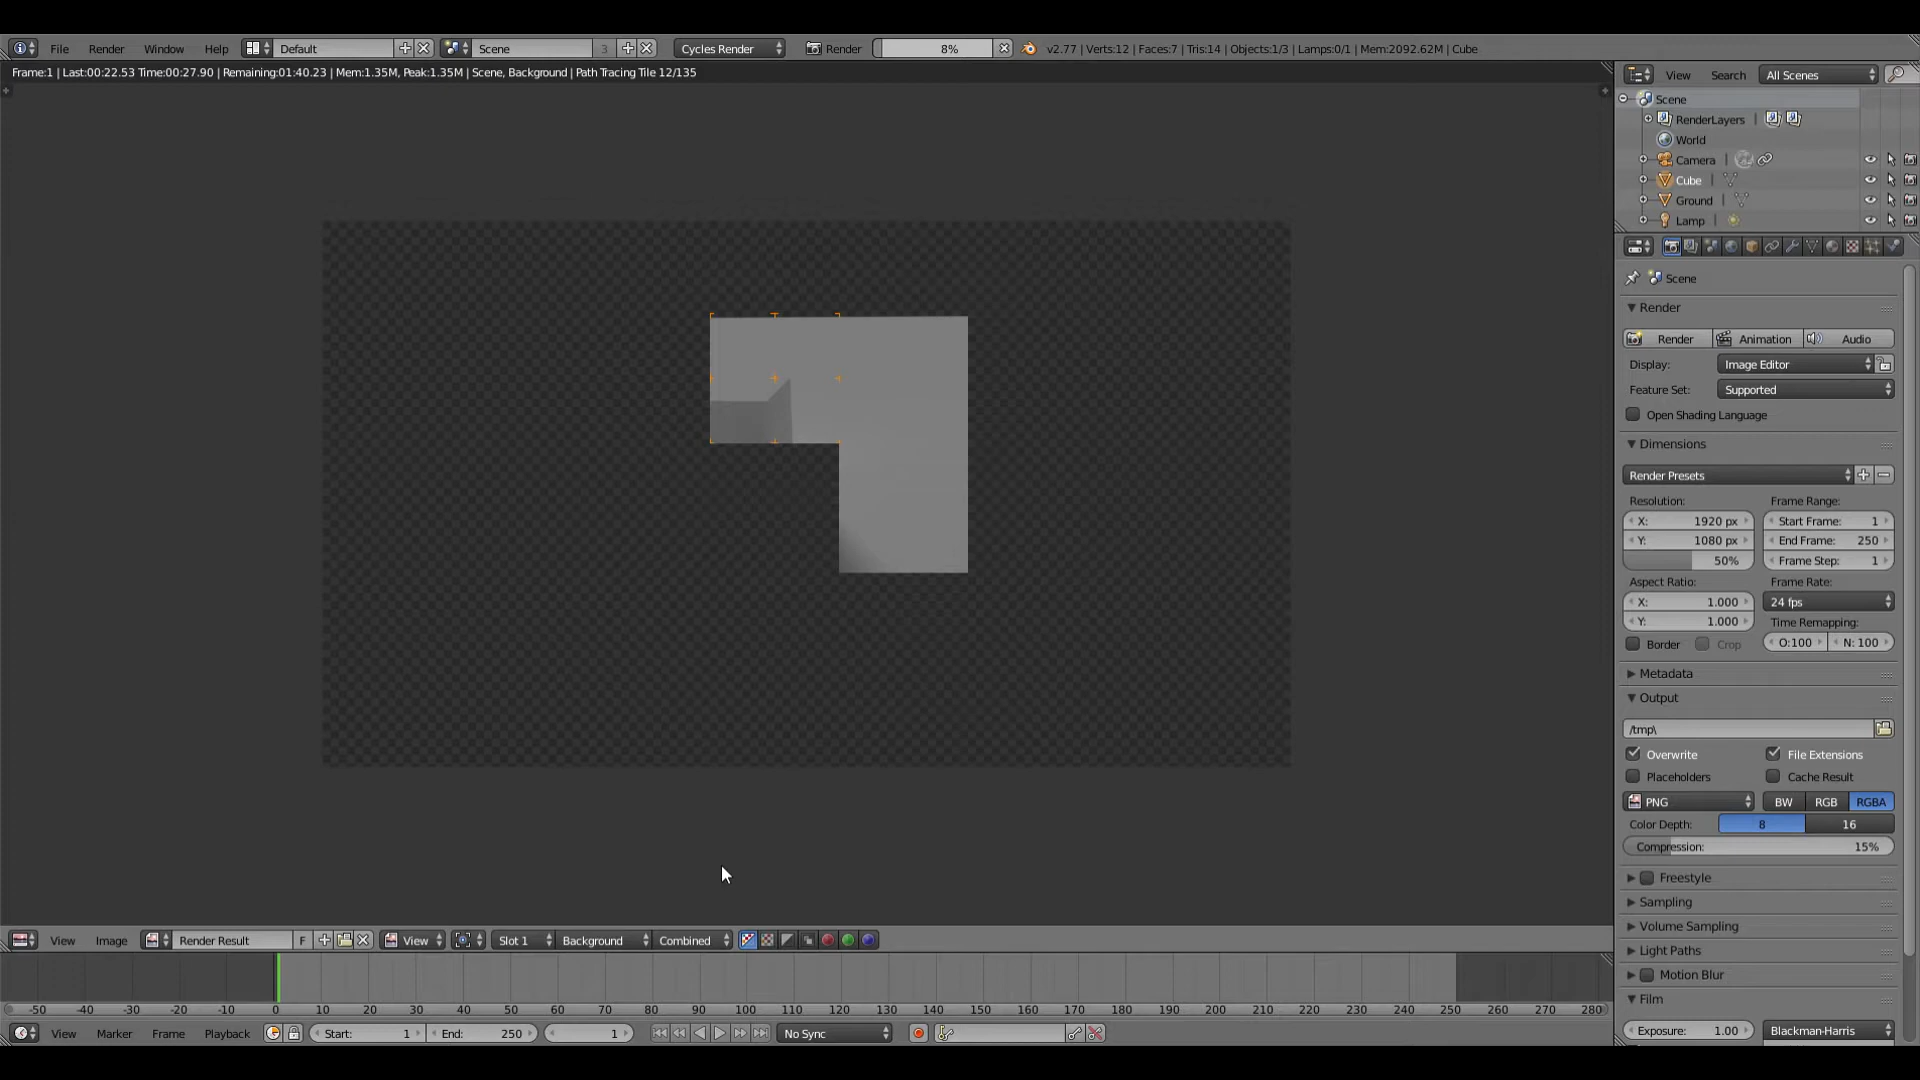 File Render Window Help Default Scene 3 Cycles Render Render 8% v2.77 | Verts:12 | Faces:7 | Tris:14 | Objects:1/3 | Lamps:0/1 | Mem:2092.62M | Cube
Frame:1 | Last:00:22.53 Time:00:27.90 | Remaining:01:40.23 | Mem:1.35M, Peak:1.35M | Scene, Background | Path Tracing Tile 12/135
View Search All Scenes
Scene
RenderLayers |
World
Camera |
Cube |
Ground |
Lamp |
Scene
Render
Render Animation Audio
Display: Image Editor
Feature Set: Supported
Open Shading Language
Dimensions
Render Presets
Resolution: Frame Range:
X: 1920 px Start Frame: 1
Y: 1080 px End Frame: 250
50% Frame Step: 1
Aspect Ratio: Frame Rate:
X: 1.000 24 fps
Y: 1.000 Time Remapping:
Border Crop O:100 N: 100
Metadata
Output
/tmp\
Overwrite File Extensions
Placeholders Cache Result
PNG BW RGB RGBA
Color Depth: 8 16
Compression: 15%
Freestyle
Sampling
Volume Sampling
Light Paths
Motion Blur
Film
Exposure: 1.00 Blackman-Harris
View Image Render Result F View Slot 1 Background Combined
-50 -40 -30 -20 -10 0 10 20 30 40 50 60 70 80 90 100 110 120 130 140 150 160 170 180 190 200 210 220 230 240 250 260 270 280
View Marker Frame Playback Start: 1 End: 250 1 No Sync